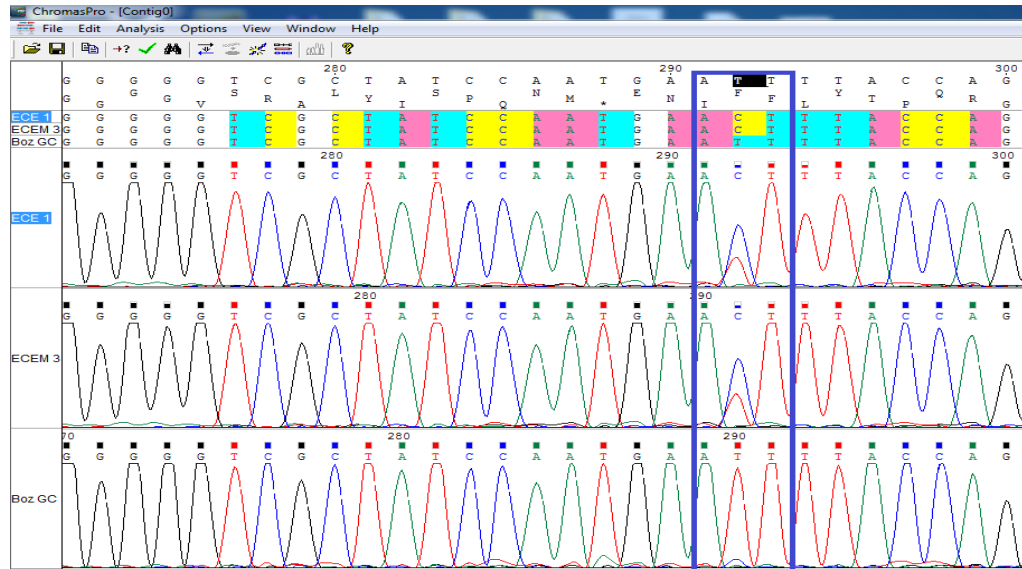 ChromasPro - [Contig0]
File Edit Analysis Options View Window Help
280 290 300
G G G G G T C G C T A T C C A A T G A A T T T T A C C A G
G S L S N E F Y Q
G G R Y P M N F T R
G V A I Q * I L P G
ECE 1 G G G G G T C G C T A T C C A A T G A A C T T T A C C A G
ECEM 3 G G G G G T C G C T A T C C A A T G A A C T T T A C C A G
Boz GC G G G G G T C G C T A T C C A A T G A A T T T T A C C A G
280 290 300
G G G G G T C G C T A T C C A A T G A A C T T T A C C A G
ECE 1
280 290
G G G G G T C G C T A T C C A A T G A A C T T T A C C A G
ECEM 3
70 280 290
G G G G G T C G C T A T C C A A T G A A T T T T A C C A G
Boz GC